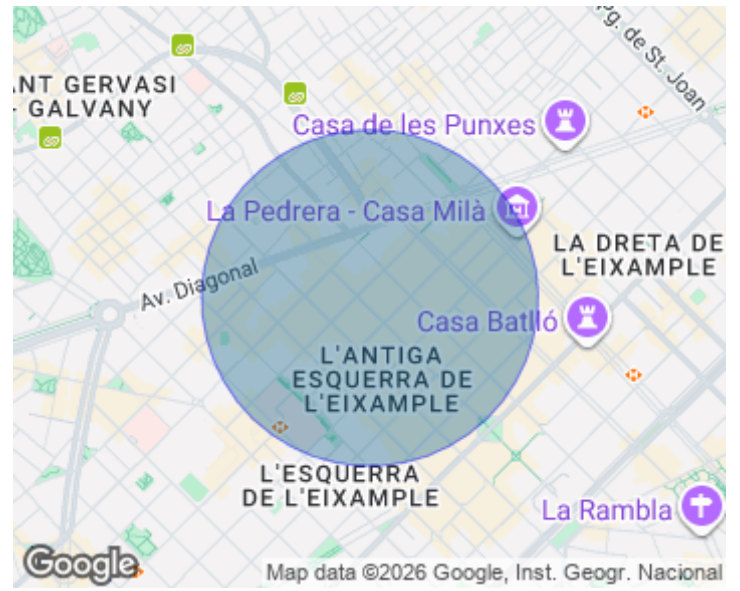 Pg. de St. Joan
ANT GERVASI
- GALVANY
Casa de les Punxes
La Pedrera - Casa Milà
LA DRETA DE
L'EIXAMPLE
Av. Diagonal
Casa Batlló
L'ANTIGA
ESQUERRA DE
L'EIXAMPLE
L'ESQUERRA
DE L'EIXAMPLE
La Rambla
Google
Map data ©2026 Google, Inst. Geogr. Nacional